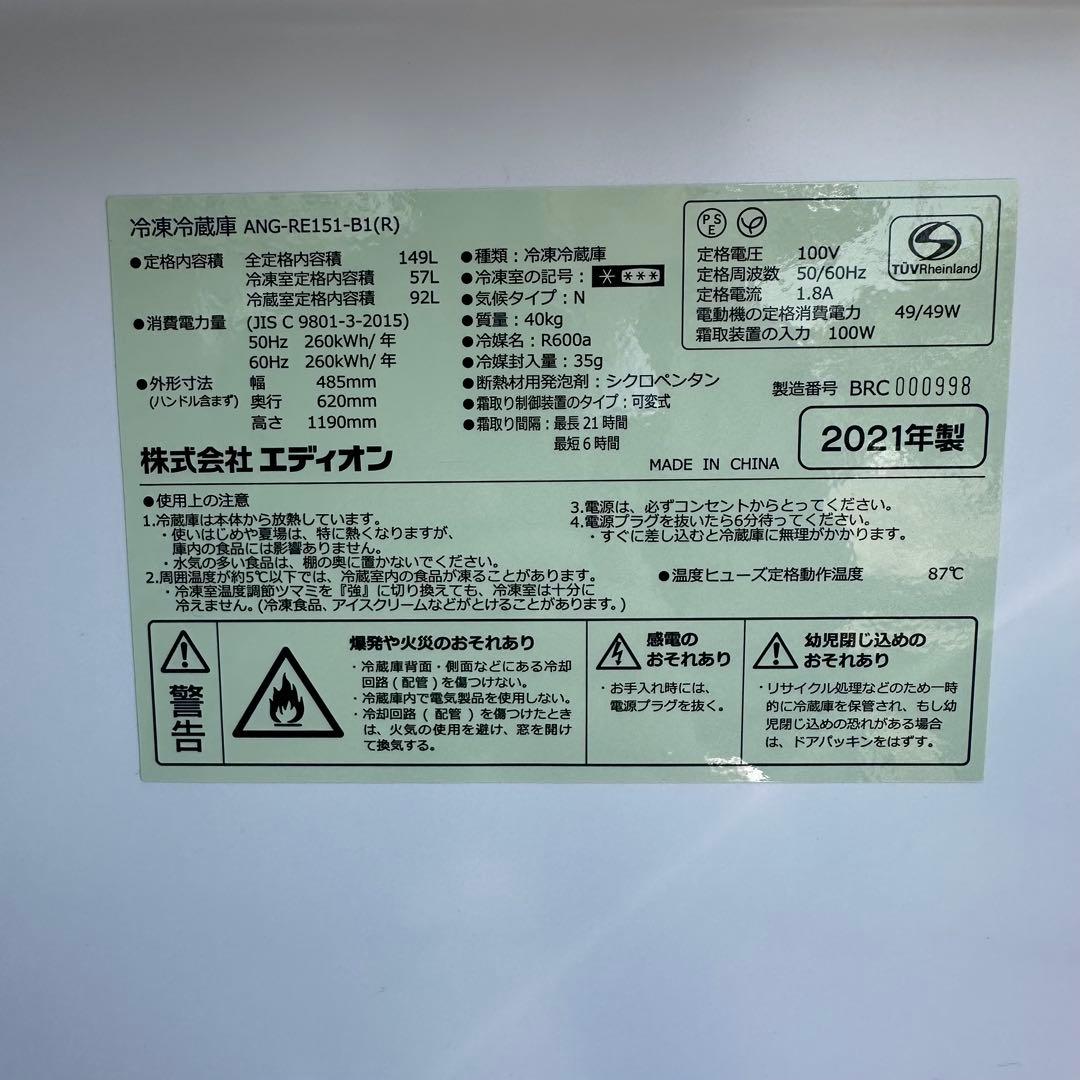 冷凍冷蔵庫 ANG-RE151-B1(R)
●定格内容積 全定格内容積 149L
冷凍室定格内容積 57L
冷蔵室定格内容積 92L
●消費電力量 (JIS C 9801-3-2015)
50Hz 260kWh/年
60Hz 260kWh/年
●外形寸法 幅 485mm
(ハンドル含まず) 奥行 620mm
高さ 1190mm
株式会社 エディオン
●種類:冷凍冷蔵庫
●冷凍室の記号:
●気候タイプ:N
●質量:40kg
●冷媒名:R600a
●冷媒封入量:35g
●断熱材用発泡剤:シクロペンタン
●霜取り制御装置のタイプ:可変式
●霜取り間隔:最長21時間
最短6時間
PSE
TÜVRheinland
定格電圧 100V
定格周波数 50/60Hz
定格電流 1.8A
電動機の定格消費電力 49/49W
霜取装置の入力 100W
製造番号 BRC 000998
MADE IN CHINA
2021年製
●使用上の注意
1.冷蔵庫は本体から放熱しています。
・使いはじめや夏場は、特に熱くなりますが、
庫内の食品には影響ありません。
・水気の多い食品は、棚の奥に置かないでください。
2.周囲温度が約5℃以下では、冷蔵室内の食品が凍ることがあります。
・冷凍室温度調節ツマミを『強』に切り換えても、冷凍室は十分に
冷えません。(冷凍食品、アイスクリームなどがとけることがあります。)
3.電源は、必ずコンセントからとってください。
4.電源プラグを抜いたら6分待ってください。
・すぐに差し込むと冷蔵庫に無理がかかります。
●温度ヒューズ定格動作温度 87℃
警告
爆発や火災のおそれあり
・冷蔵庫背面・側面などにある冷却
回路(配管)を傷つけない。
・冷蔵庫内で電気製品を使用しない。
・冷却回路(配管)を傷つけたとき
は、火気の使用を避け、窓を開け
て換気する。
感電の
おそれあり
・お手入れ時には、
電源プラグを抜く。
幼児閉じ込めの
おそれあり
・リサイクル処理などのため一時
的に冷蔵庫を保管され、もし幼
児閉じ込めの恐れがある場合
は、ドアパッキンをはずす。